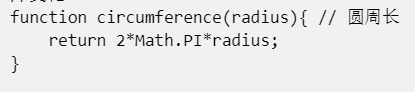 function circumference(radius){ // 圆周长
    return 2*Math.PI*radius;
}